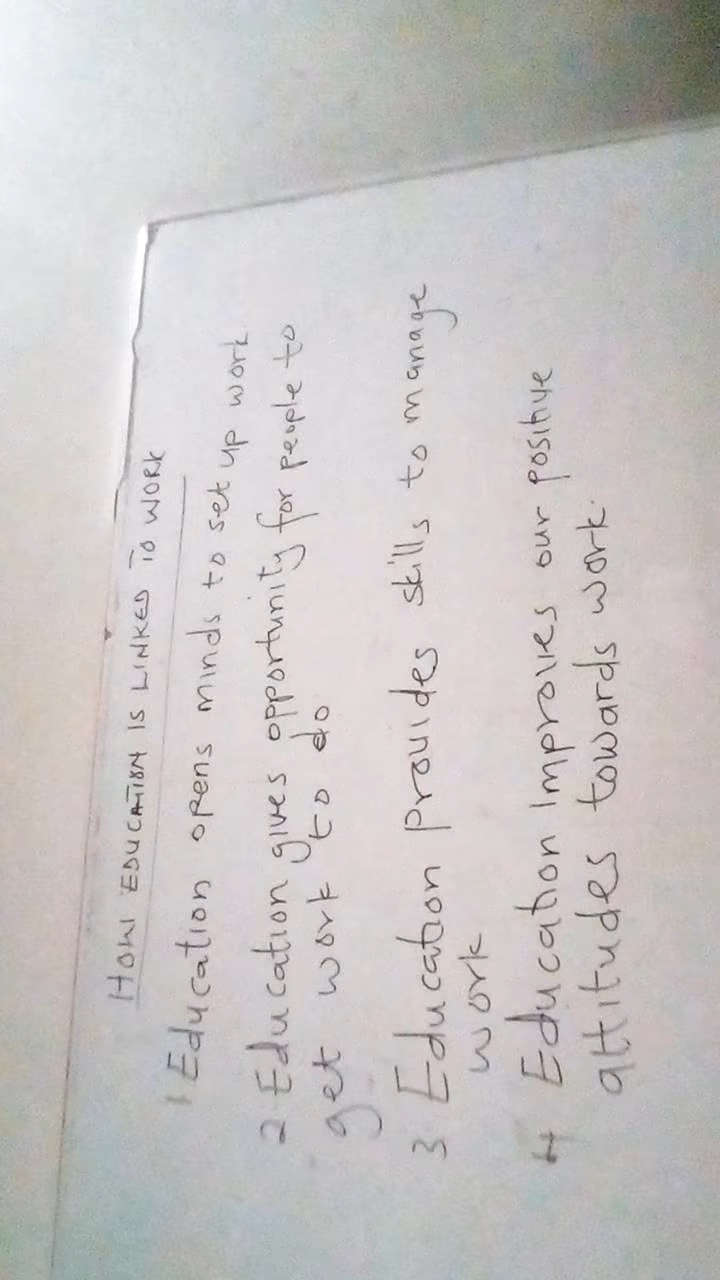 HOW EDUCATION IS LINKED TO WORK
1 Education opens minds to set up work
2 Education gives opportunity for people to
get work to do
3 Education provides skills to manage
work
4 Education improves our positive
attitudes towards work.